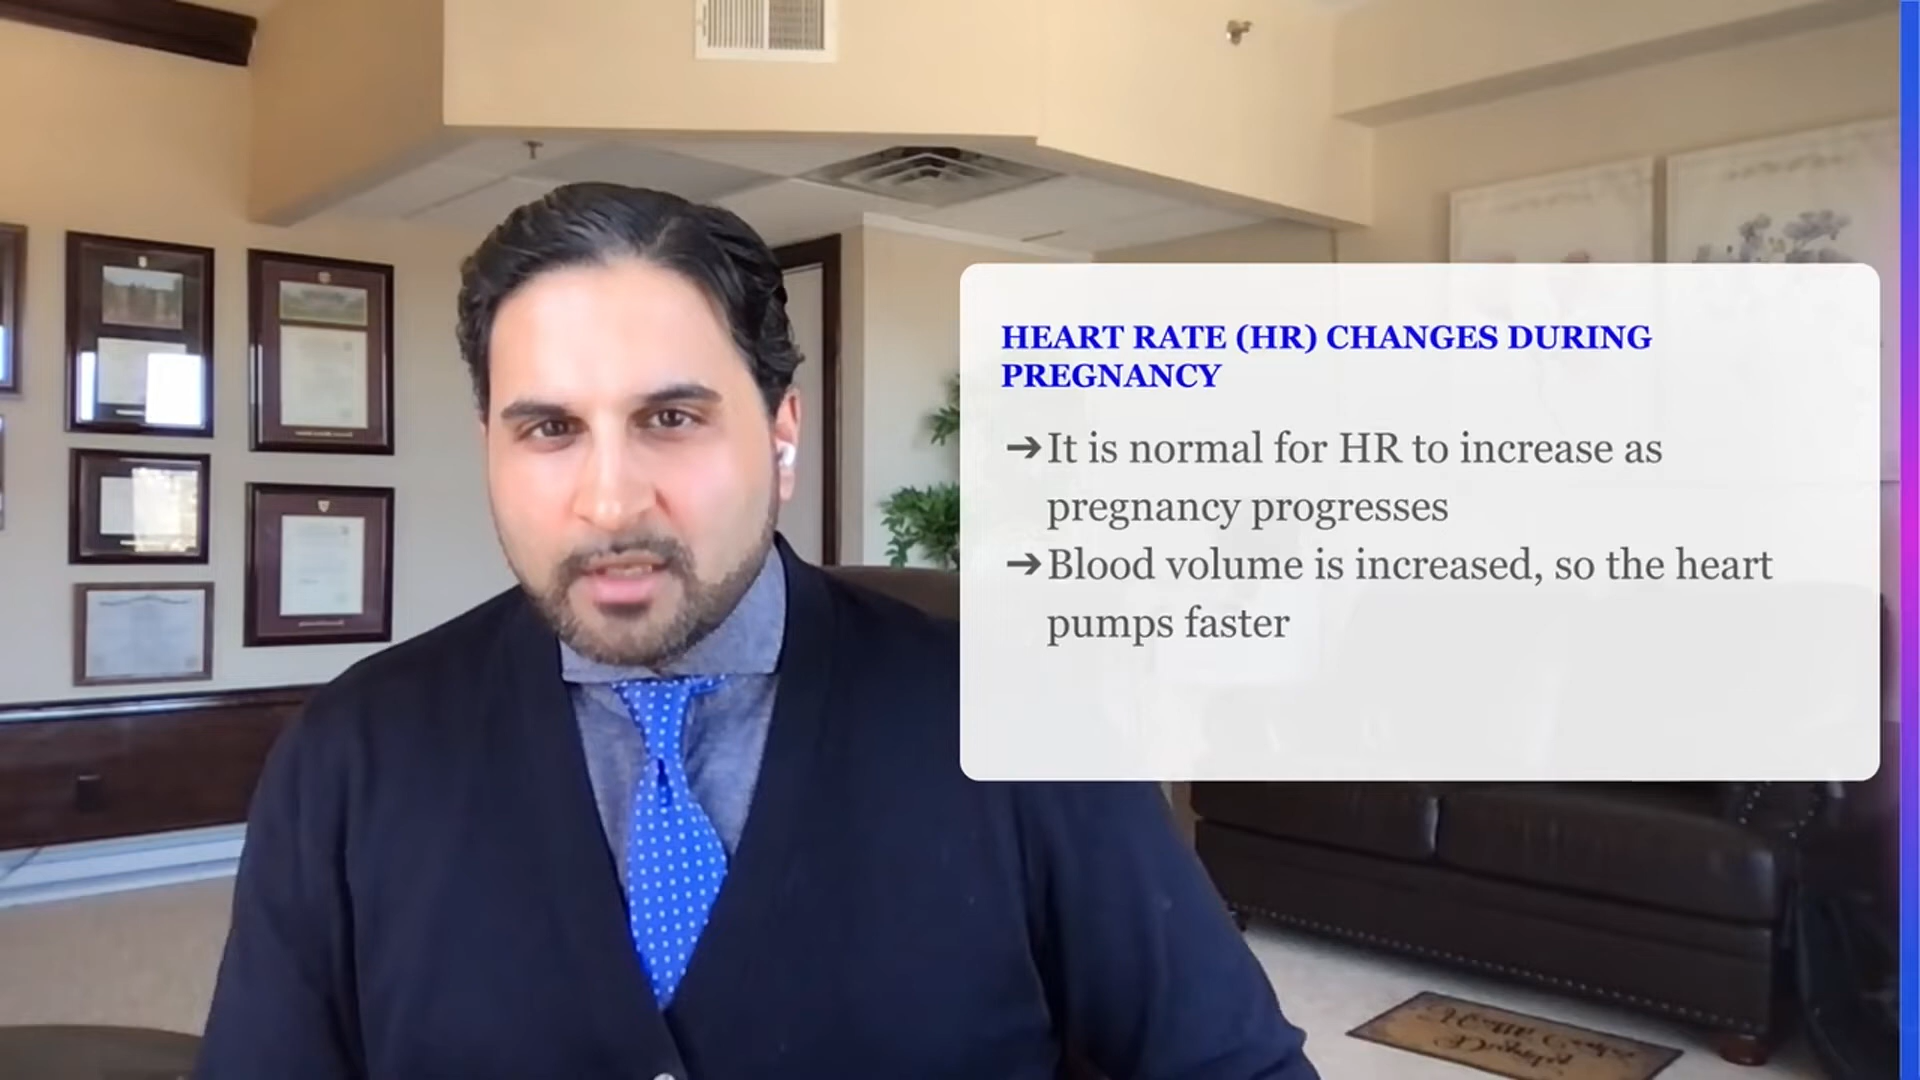 HEART RATE (HR) CHANGES DURING
PREGNANCY
➔It is normal for HR to increase as
pregnancy progresses
➔Blood volume is increased, so the heart
pumps faster